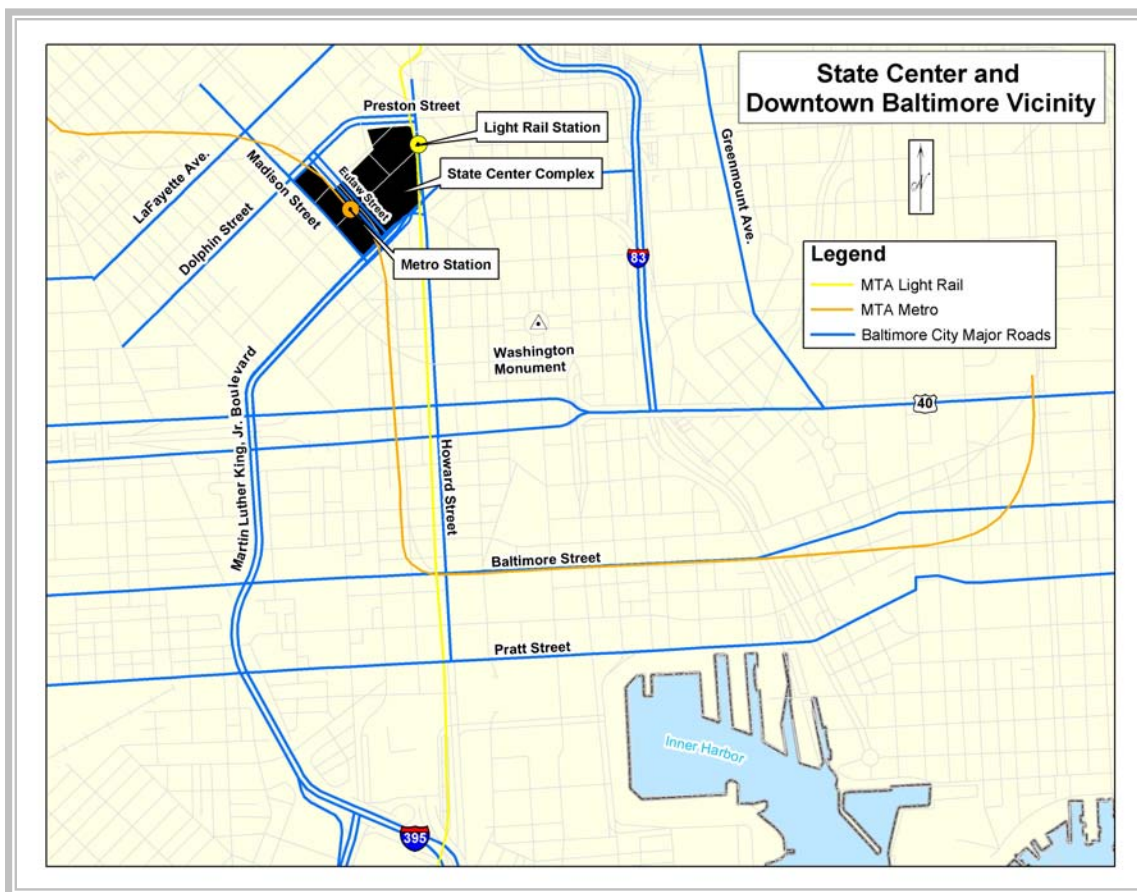 State Center and
Downtown Baltimore Vicinity
Preston Street
Light Rail Station
Greenmount Ave.
N
LaFayette Ave.
Madison Street
Eutaw Street
State Center Complex
Dolphin Street
Metro Station
83
Legend
MTA Light Rail
MTA Metro
Baltimore City Major Roads
Washington
Monument
Martin Luther King, Jr. Boulevard
40
Howard Street
Baltimore Street
Pratt Street
Inner Harbor
395